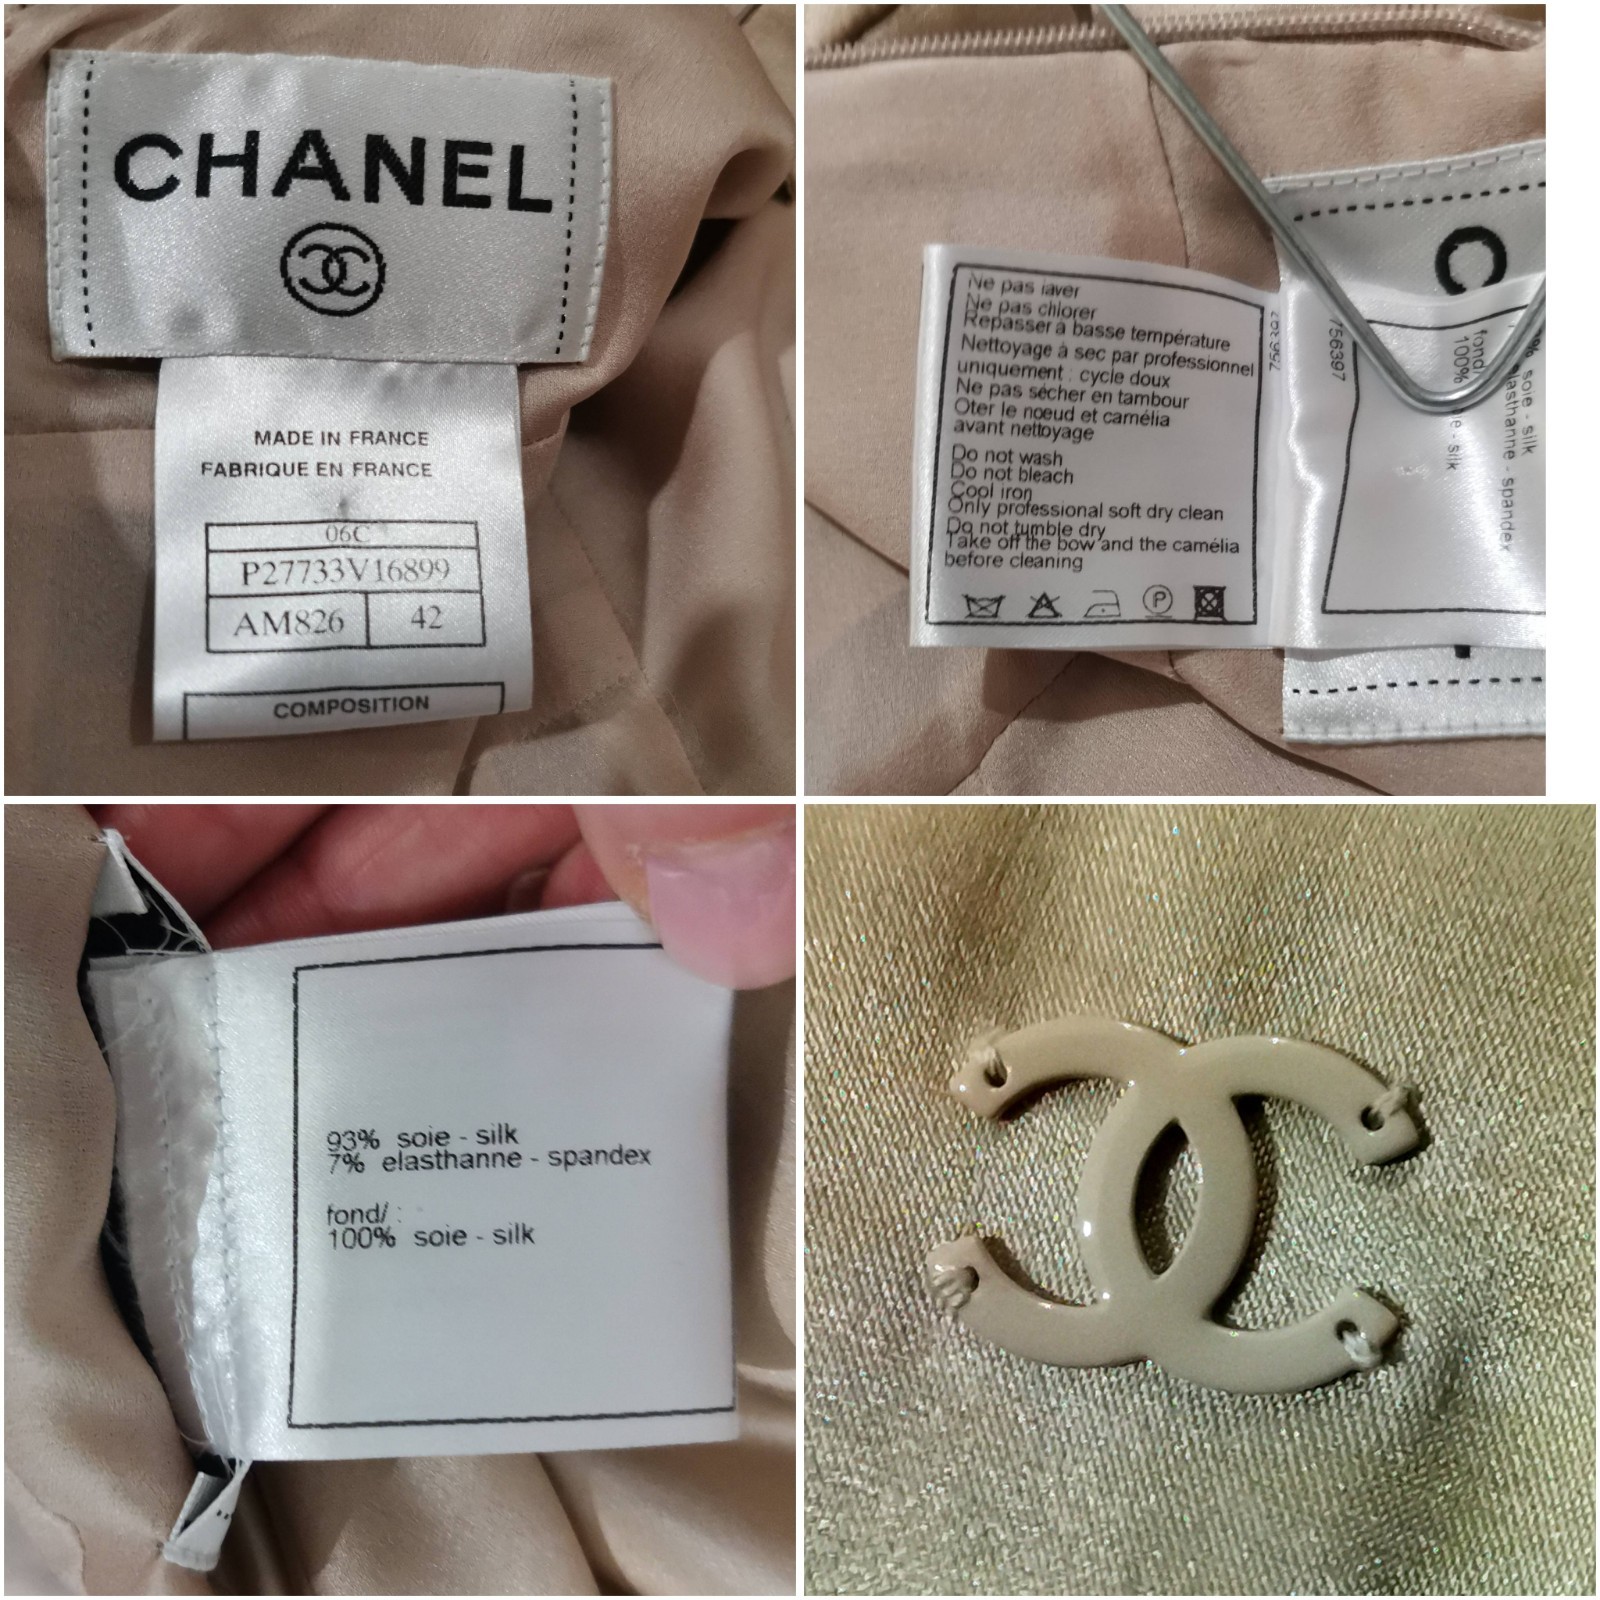 CHANEL
MADE IN FRANCE
FABRIQUE EN FRANCE
06C
P27733V16899
AM826 42
COMPOSITION
Ne pas laver
Ne pas chlorer
Repasser à basse température
Nettoyage à sec par professionnel
uniquement : cycle doux
Ne pas sécher en tambour
Oter le nœud et camélia
avant nettoyage
Do not wash
Do not bleach
Cool iron
Only professional soft dry clean
Do not tumble dry
Take off the bow and the camélia
before cleaning
P
756397
756397
C
% soie - silk
elasthanne - spandex
fond/
100% - silk
93% soie - silk
7% elasthanne - spandex
fond/ :
100% soie - silk